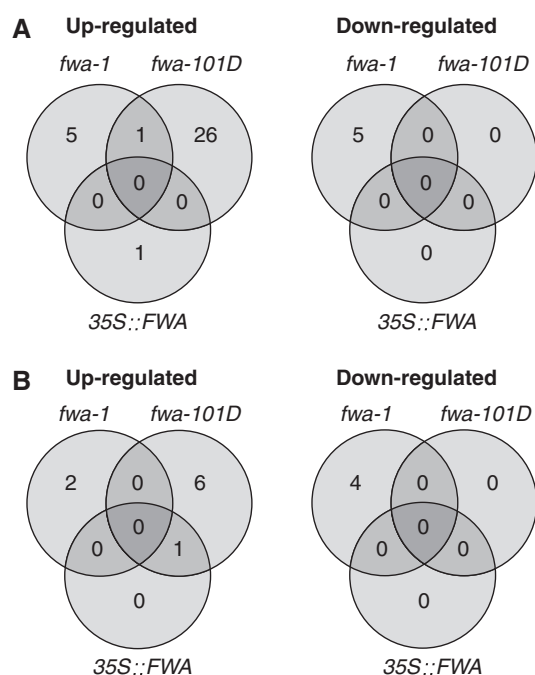 A
Up-regulated
Down-regulated
fwa-1 fwa-101D
fwa-1 fwa-101D
5 1 26
5 0 0
0
0
0 0
0 0
1
0
35S::FWA
35S::FWA
B
Up-regulated
Down-regulated
fwa-1 fwa-101D
fwa-1 fwa-101D
2 0 6
4 0 0
0
0
0 1
0 0
0
0
35S::FWA
35S::FWA